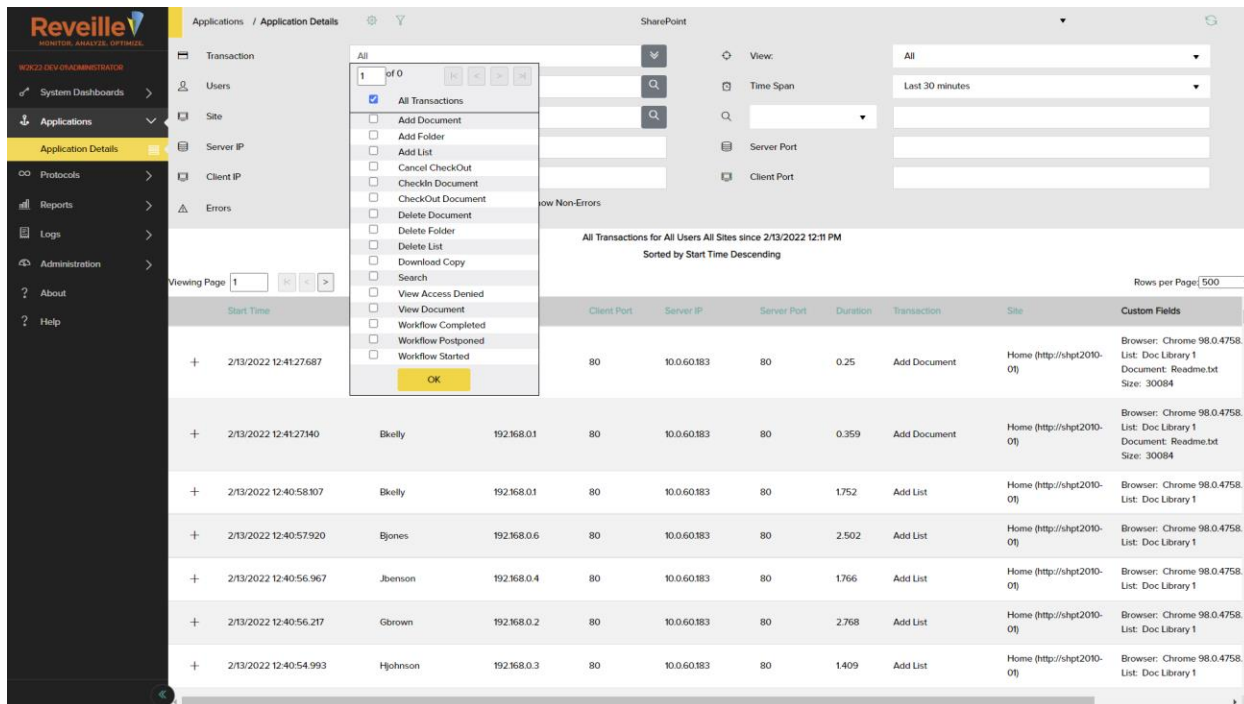 Reveille
MONITOR. ANALYZE. OPTIMIZE.
W2K22-DEV-01\ADMINISTRATOR
System Dashboards
Applications
Application Details
Protocols
Reports
Logs
Administration
? About
? Help
Applications / Application Details
SharePoint
Transaction
All
View:
All
Users
Time Span
Last 30 minutes
Site
Server IP
Server Port
Client IP
Client Port
Errors
ow Non-Errors
1 of 0
|< < > >|
All Transactions
Add Document
Add Folder
Add List
Cancel CheckOut
CheckIn Document
CheckOut Document
Delete Document
Delete Folder
Delete List
Download Copy
Search
View Access Denied
View Document
Workflow Completed
Workflow Postponed
Workflow Started
OK
All Transactions for All Users All Sites since 2/13/2022 12:11 PM
Sorted by Start Time Descending
Viewing Page 1 |< < >
Rows per Page: 500
Start Time Client Port Server IP Server Port Duration Transaction Site Custom Fields
+ 2/13/2022 12:41:27.687 80 10.0.60.183 80 0.25 Add Document
Home (http://shpt2010-
01)
Browser: Chrome 98.0.4758.
List: Doc Library 1
Document: Readme.txt
Size: 30084
+ 2/13/2022 12:41:27.140 Bkelly 192.168.0.1 80 10.0.60.183 80 0.359 Add Document
Home (http://shpt2010-
01)
Browser: Chrome 98.0.4758.
List: Doc Library 1
Document: Readme.txt
Size: 30084
+ 2/13/2022 12:40:58.107 Bkelly 192.168.0.1 80 10.0.60.183 80 1.752 Add List
Home (http://shpt2010-
01)
Browser: Chrome 98.0.4758.
List: Doc Library 1
+ 2/13/2022 12:40:57.920 Bjones 192.168.0.6 80 10.0.60.183 80 2.502 Add List
Home (http://shpt2010-
01)
Browser: Chrome 98.0.4758.
List: Doc Library 1
+ 2/13/2022 12:40:56.967 Jbenson 192.168.0.4 80 10.0.60.183 80 1.766 Add List
Home (http://shpt2010-
01)
Browser: Chrome 98.0.4758.
List: Doc Library 1
+ 2/13/2022 12:40:56.217 Gbrown 192.168.0.2 80 10.0.60.183 80 2.768 Add List
Home (http://shpt2010-
01)
Browser: Chrome 98.0.4758.
List: Doc Library 1
+ 2/13/2022 12:40:54.993 Hjohnson 192.168.0.3 80 10.0.60.183 80 1.409 Add List
Home (http://shpt2010-
01)
Browser: Chrome 98.0.4758.
List: Doc Library 1